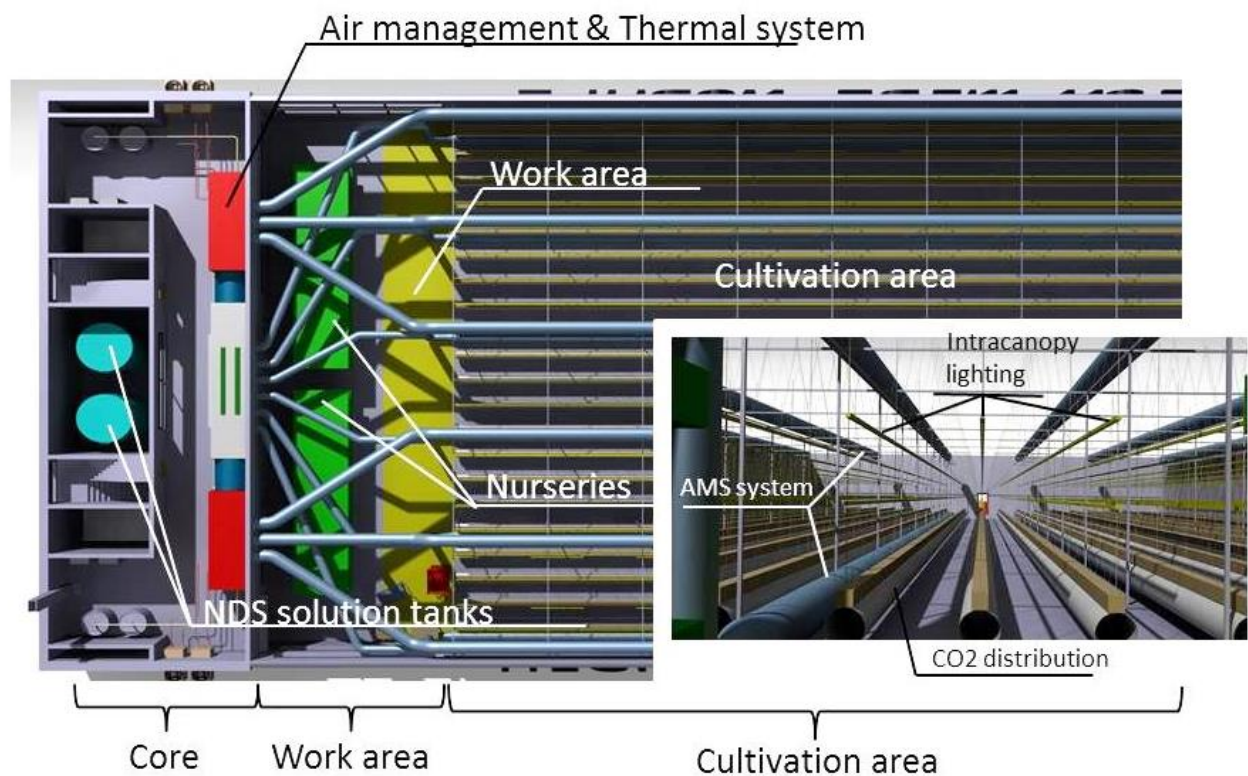 Air management & Thermal system
Work area
Cultivation area
Intracanopy
lighting
AMS system
Nurseries
NDS solution tanks
CO2 distribution
Core
Work area
Cultivation area